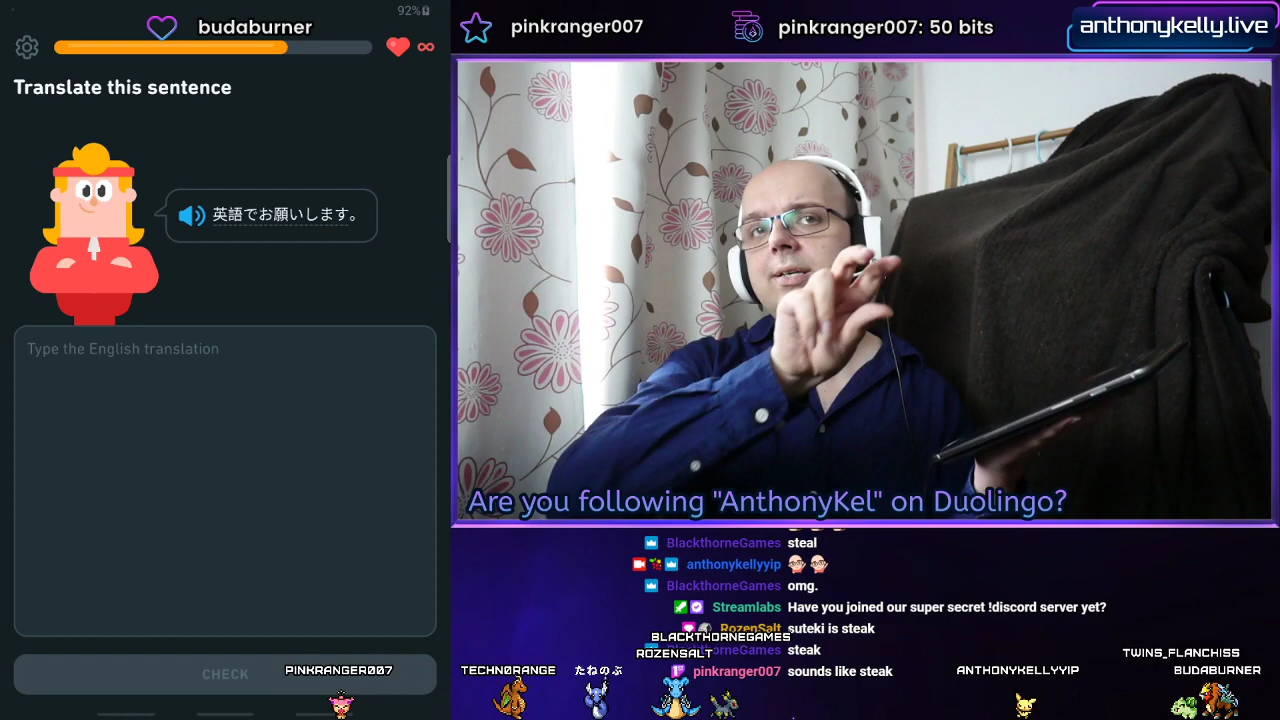 92%
budaburner
∞
Translate this sentence
英語でお願いします。
Type the English translation
CHECK
PINKRANGER007
pinkranger007
pinkranger007: 50 bits
anthonykelly.live
Are you following "AnthonyKel" on Duolingo?
BlackthorneGames steal
anthonykellyyip
BlackthorneGames omg.
Streamlabs Have you joined our super secret !discord server yet?
RozenSalt suteki is steak
BLACKTHORNEGAMES
BlackthorneGames steak
ROZENSALT
pinkranger007 sounds like steak
TECHN0RANGE
たねのぶ
ANTHONYKELLYYIP
TWINS_FLANCHISS
BUDABURNER